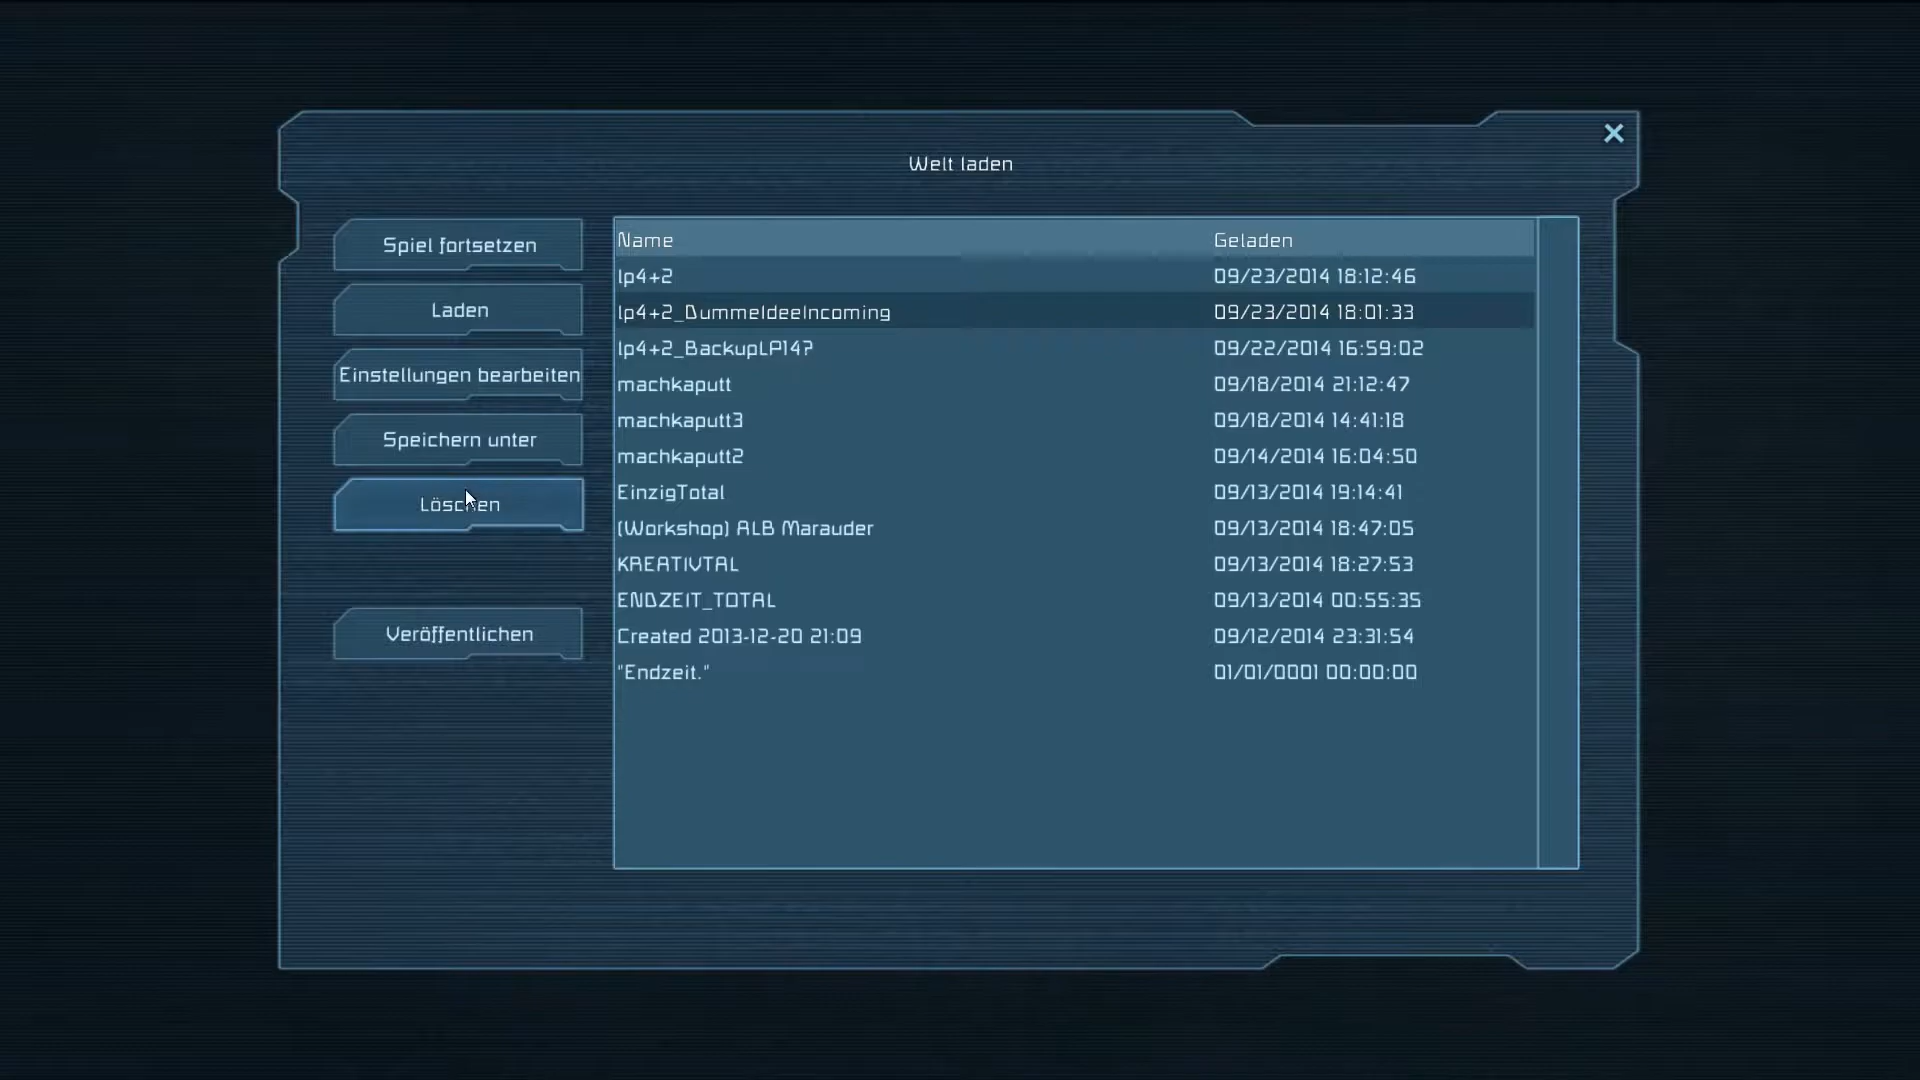 Welt laden
Spiel fortsetzen
Laden
Einstellungen bearbeiten
Speichern unter
Löschen
Veröffentlichen
Name Geladen
lp4+2 09/23/2014 18:12:46
lp4+2_DummeIdeeIncoming 09/23/2014 18:01:33
lp4+2_BackupLP147 09/22/2014 16:59:02
machkaputt 09/18/2014 21:12:47
machkaputt3 09/18/2014 14:41:18
machkaputt2 09/14/2014 16:04:50
EinzigTotal 09/13/2014 19:14:41
(Workshop) ALB Marauder 09/13/2014 18:47:05
KREATIVTAL 09/13/2014 18:27:53
ENDZEIT_TOTAL 09/13/2014 00:55:35
Created 2013-12-20 21:09 09/12/2014 23:31:54
"Endzeit." 01/01/0001 00:00:00